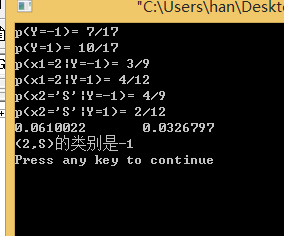 "C:\Users\han\Deskto
p(Y=-1)= 7/17
p(Y=1)= 10/17
p(x1=2|Y=-1)= 3/9
p(x1=2|Y=1)= 4/12
p(x2='S'|Y=-1)= 4/9
p(x2='S'|Y=1)= 2/12
0.0610022 0.0326797
(2,S)的类别是-1
Press any key to continue